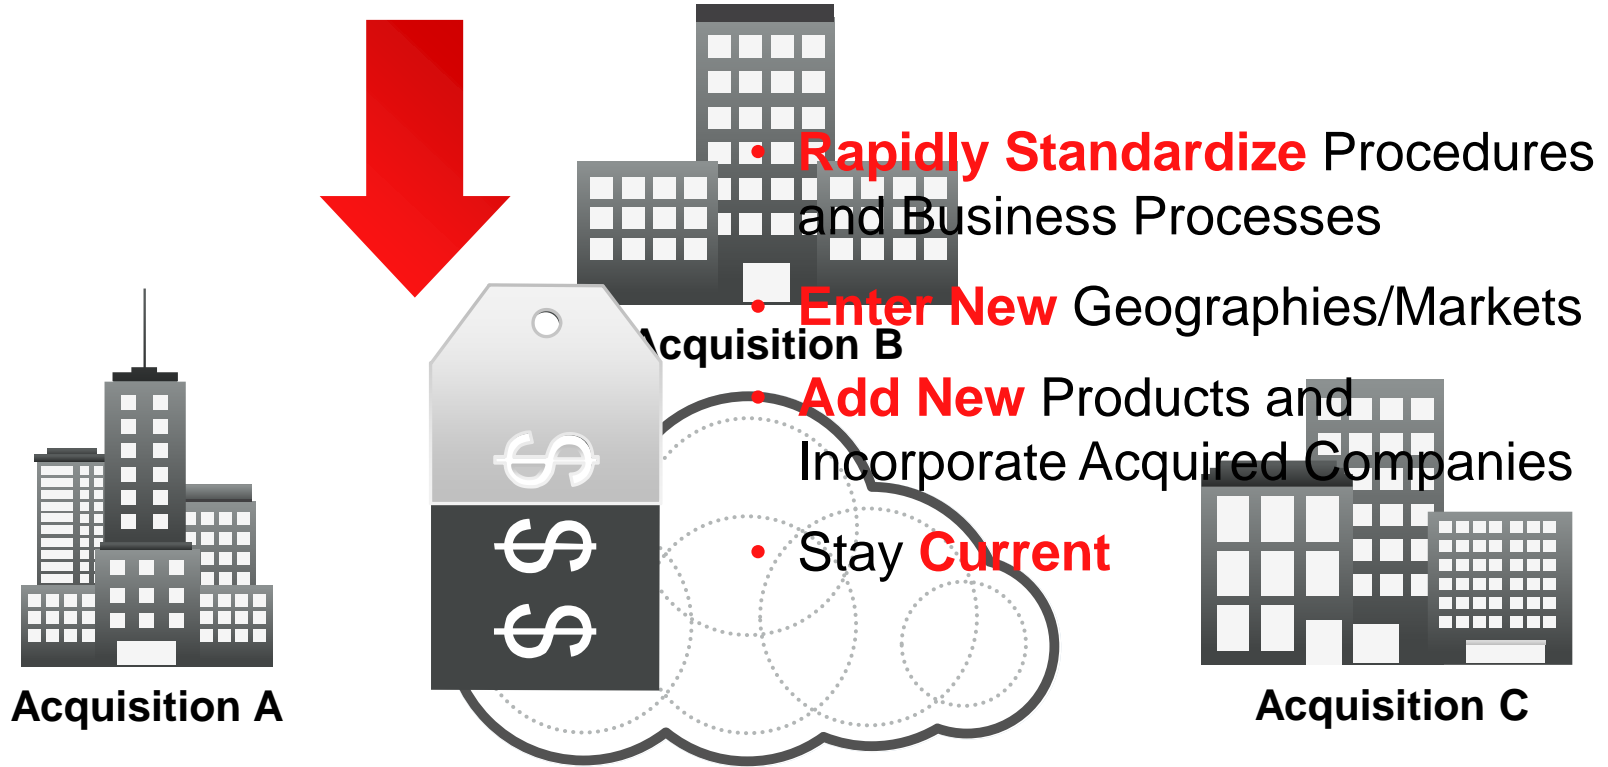 • Rapidly Standardize Procedures
and Business Processes
• Enter New Geographies/Markets
Acquisition B
• Add New Products and
Incorporate Acquired Companies
• Stay Current
$
$
$
Acquisition A
Acquisition C